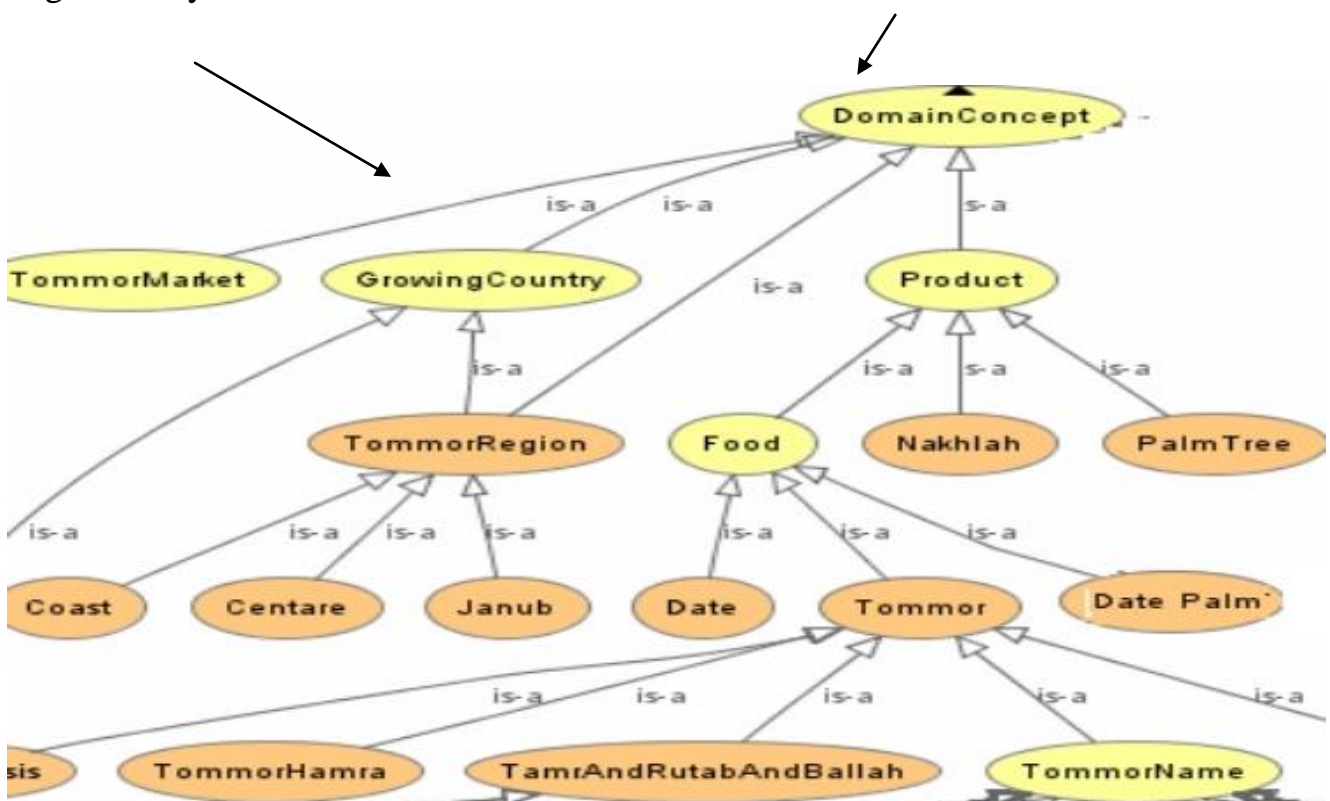 DomainConcept
is-a
is-a
s-a
TommorMarket
GrowingCountry
is-a
Product
is-a
is-a
s-a
is-a
TommorRegion
Food
Nakhlah
PalmTree
is-a
is-a
is-a
is-a
is-a
is-a
is-a
Coast
Centare
Janub
Date
Tommor
Date Palm
is-a
is-a
is-a
is-a
is-a
sis
TommorHamra
TamrAndRutabAndBallah
TommorName